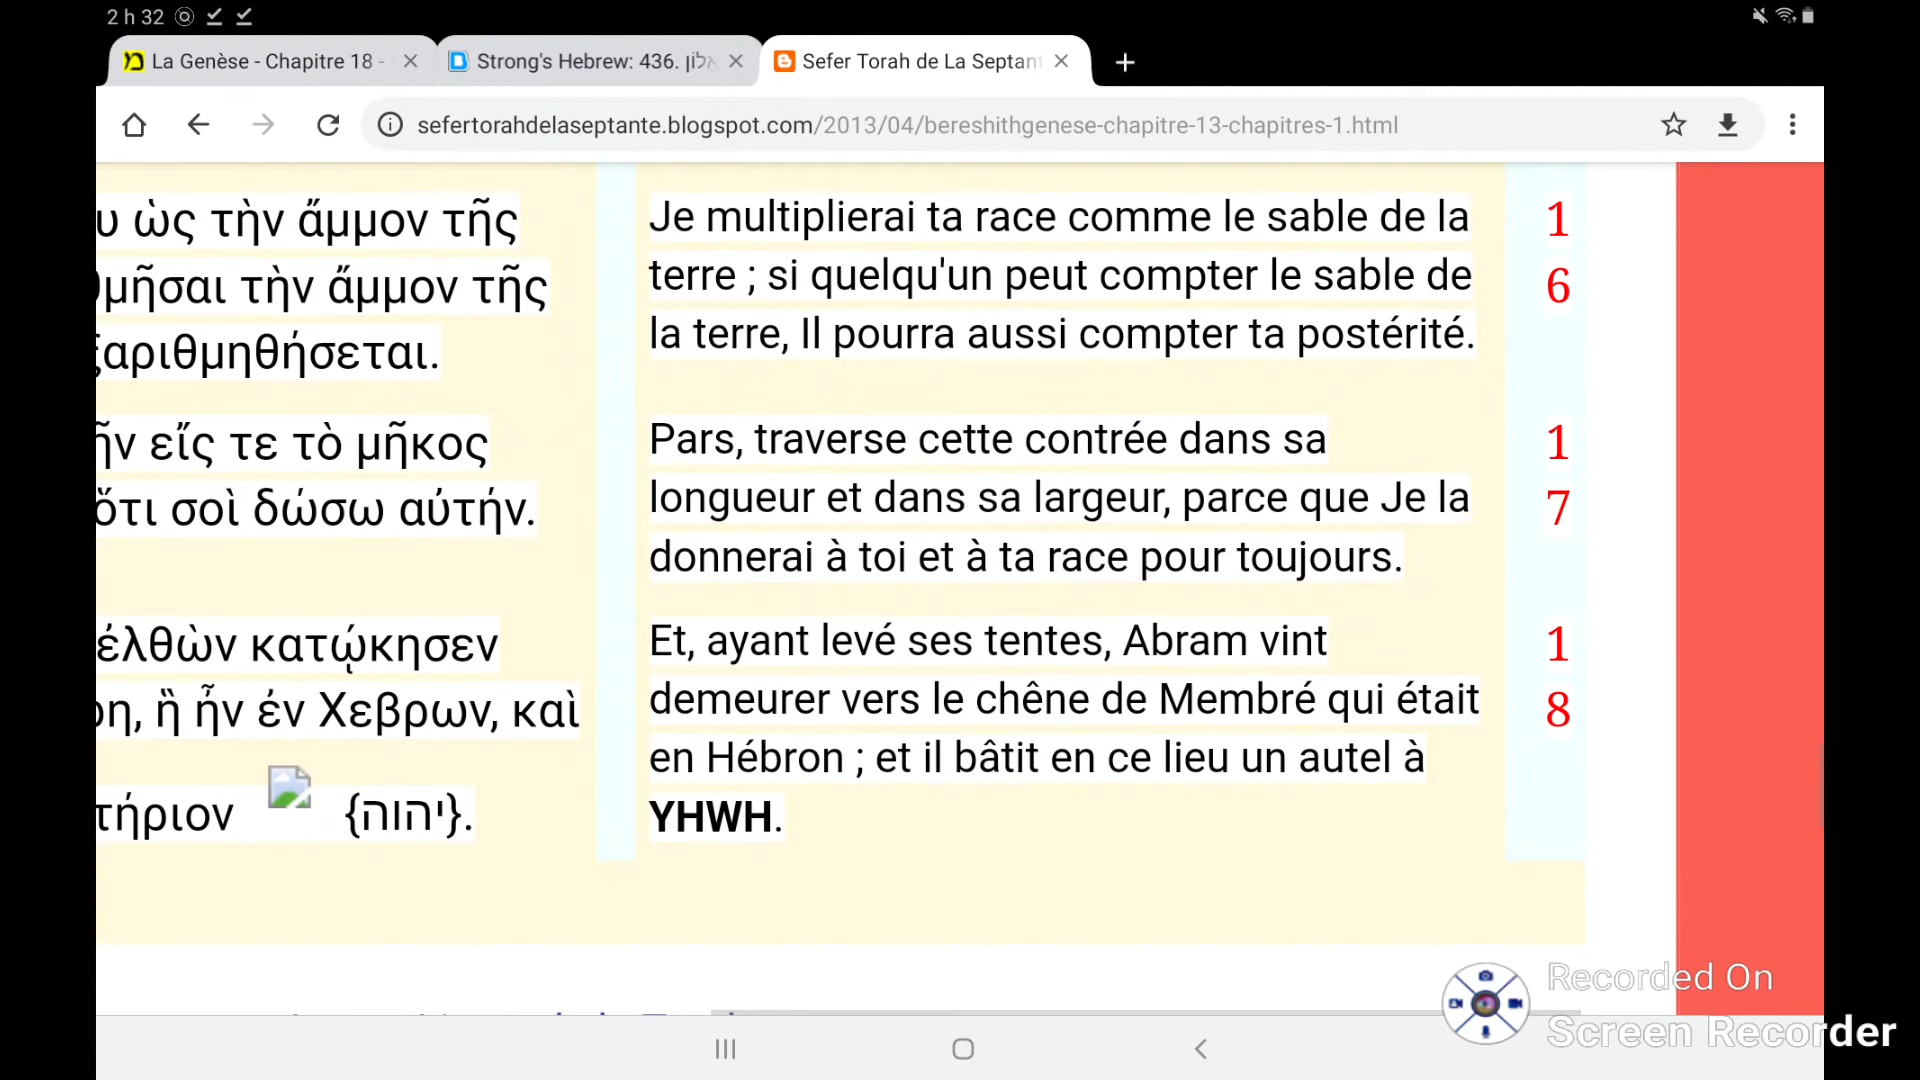 2 h 32
La Genèse - Chapitre 18 -
Strong's Hebrew: 436. אַלּוֹן
Sefer Torah de La Septant
sefertorahdelaseptante.blogspot.com/2013/04/bereshithgenese-chapitre-13-chapitres-1.html
υ ὡς τὴν ἄμμον τῆς
θμῆσαι τὴν ἄμμον τῆς
ξαριθμηθήσεται.
Je multiplierai ta race comme le sable de la
terre ; si quelqu'un peut compter le sable de
la terre, Il pourra aussi compter ta postérité.
1
6
ῆν εἴς τε τὸ μῆκος
ὅτι σοὶ δώσω αὐτήν.
Pars, traverse cette contrée dans sa
longueur et dans sa largeur, parce que Je la
donnerai à toi et à ta race pour toujours.
1
7
ἐλθὼν κατῴκησεν
ρη, ἣ ἦν ἐν Χεβρων, καὶ
τήριον {יהוה}.
Et, ayant levé ses tentes, Abram vint
demeurer vers le chêne de Membré qui était
en Hébron ; et il bâtit en ce lieu un autel à
YHWH.
1
8
Recorded On
Screen Recorder